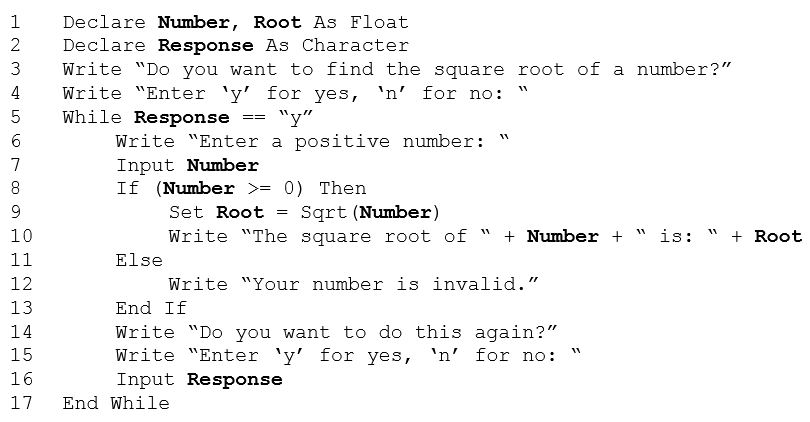 1 Declare Number, Root As Float
2 Declare Response As Character
3 Write “Do you want to find the square root of a number?”
4 Write “Enter ‘y’ for yes, ‘n’ for no: “
5 While Response == “y”
6 Write “Enter a positive number: “
7 Input Number
8 If (Number >= 0) Then
9 Set Root = Sqrt(Number)
10 Write “The square root of “ + Number + “ is: “ + Root
11 Else
12 Write “Your number is invalid.”
13 End If
14 Write “Do you want to do this again?”
15 Write “Enter ‘y’ for yes, ‘n’ for no: “
16 Input Response
17 End While